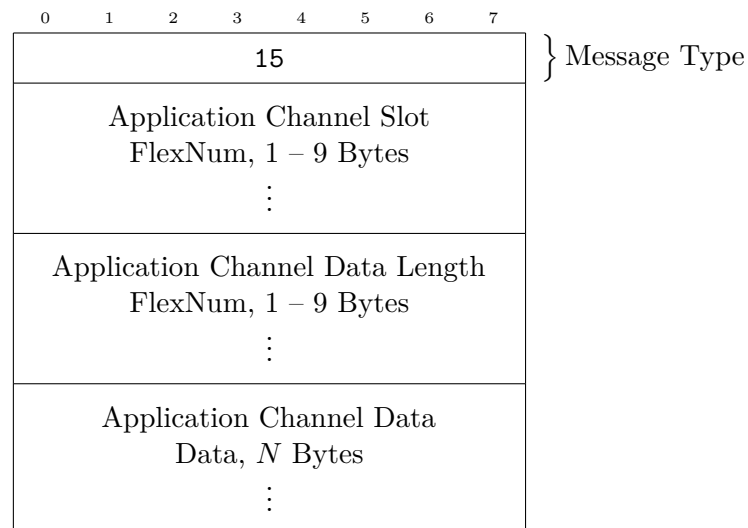 0 1 2 3 4 5 6 7
15
Message Type
Application Channel Slot
FlexNum, 1 – 9 Bytes
⋮
Application Channel Data Length
FlexNum, 1 – 9 Bytes
⋮
Application Channel Data
Data, N Bytes
⋮